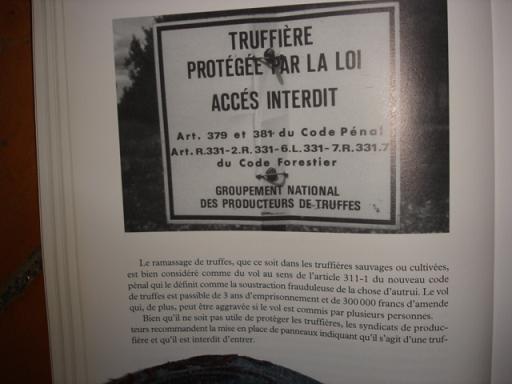 TRUFFIÈRE
PROTÉGÉE PAR LA LOI
ACCÉS INTERDIT
Art. 379 et 381 du Code Pénal
Art.R.331-2.R.331-6.L.331-7.R.331.7
du Code Forestier
GROUPEMENT NATIONAL
DES PRODUCTEURS DE TRUFFES
Le ramassage de truffes, que ce soit dans les truffières sauvages ou cultivées,
est bien considéré comme du vol au sens de l'article 311-1 du nouveau code
pénal qui le définit comme la soustraction frauduleuse de la chose d'autrui. Le vol
de truffes est passible de 3 ans d'emprisonnement et de 300 000 francs d'amende
qui, de plus, peut être aggravée si le vol est commis par plusieurs personnes.
Bien qu'il ne soit pas utile de protéger les truffières, les syndicats de produc-
teurs recommandent la mise en place de panneaux indiquant qu'il s'agit d'une truf-
fière et qu'il est interdit d'entrer.